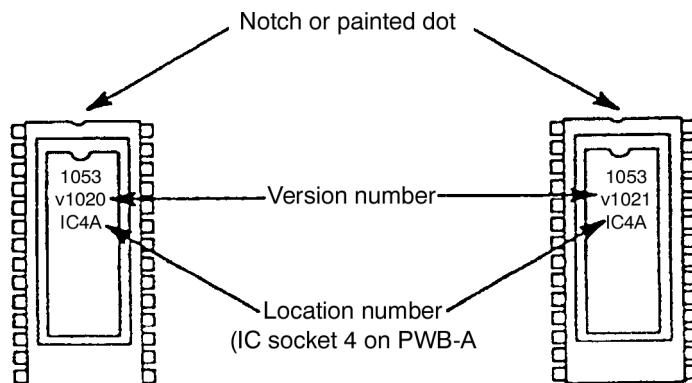 Notch or painted dot
1053
v1020
IC4A
Version number
1053
v1021
IC4A
Location number
(IC socket 4 on PWB-A